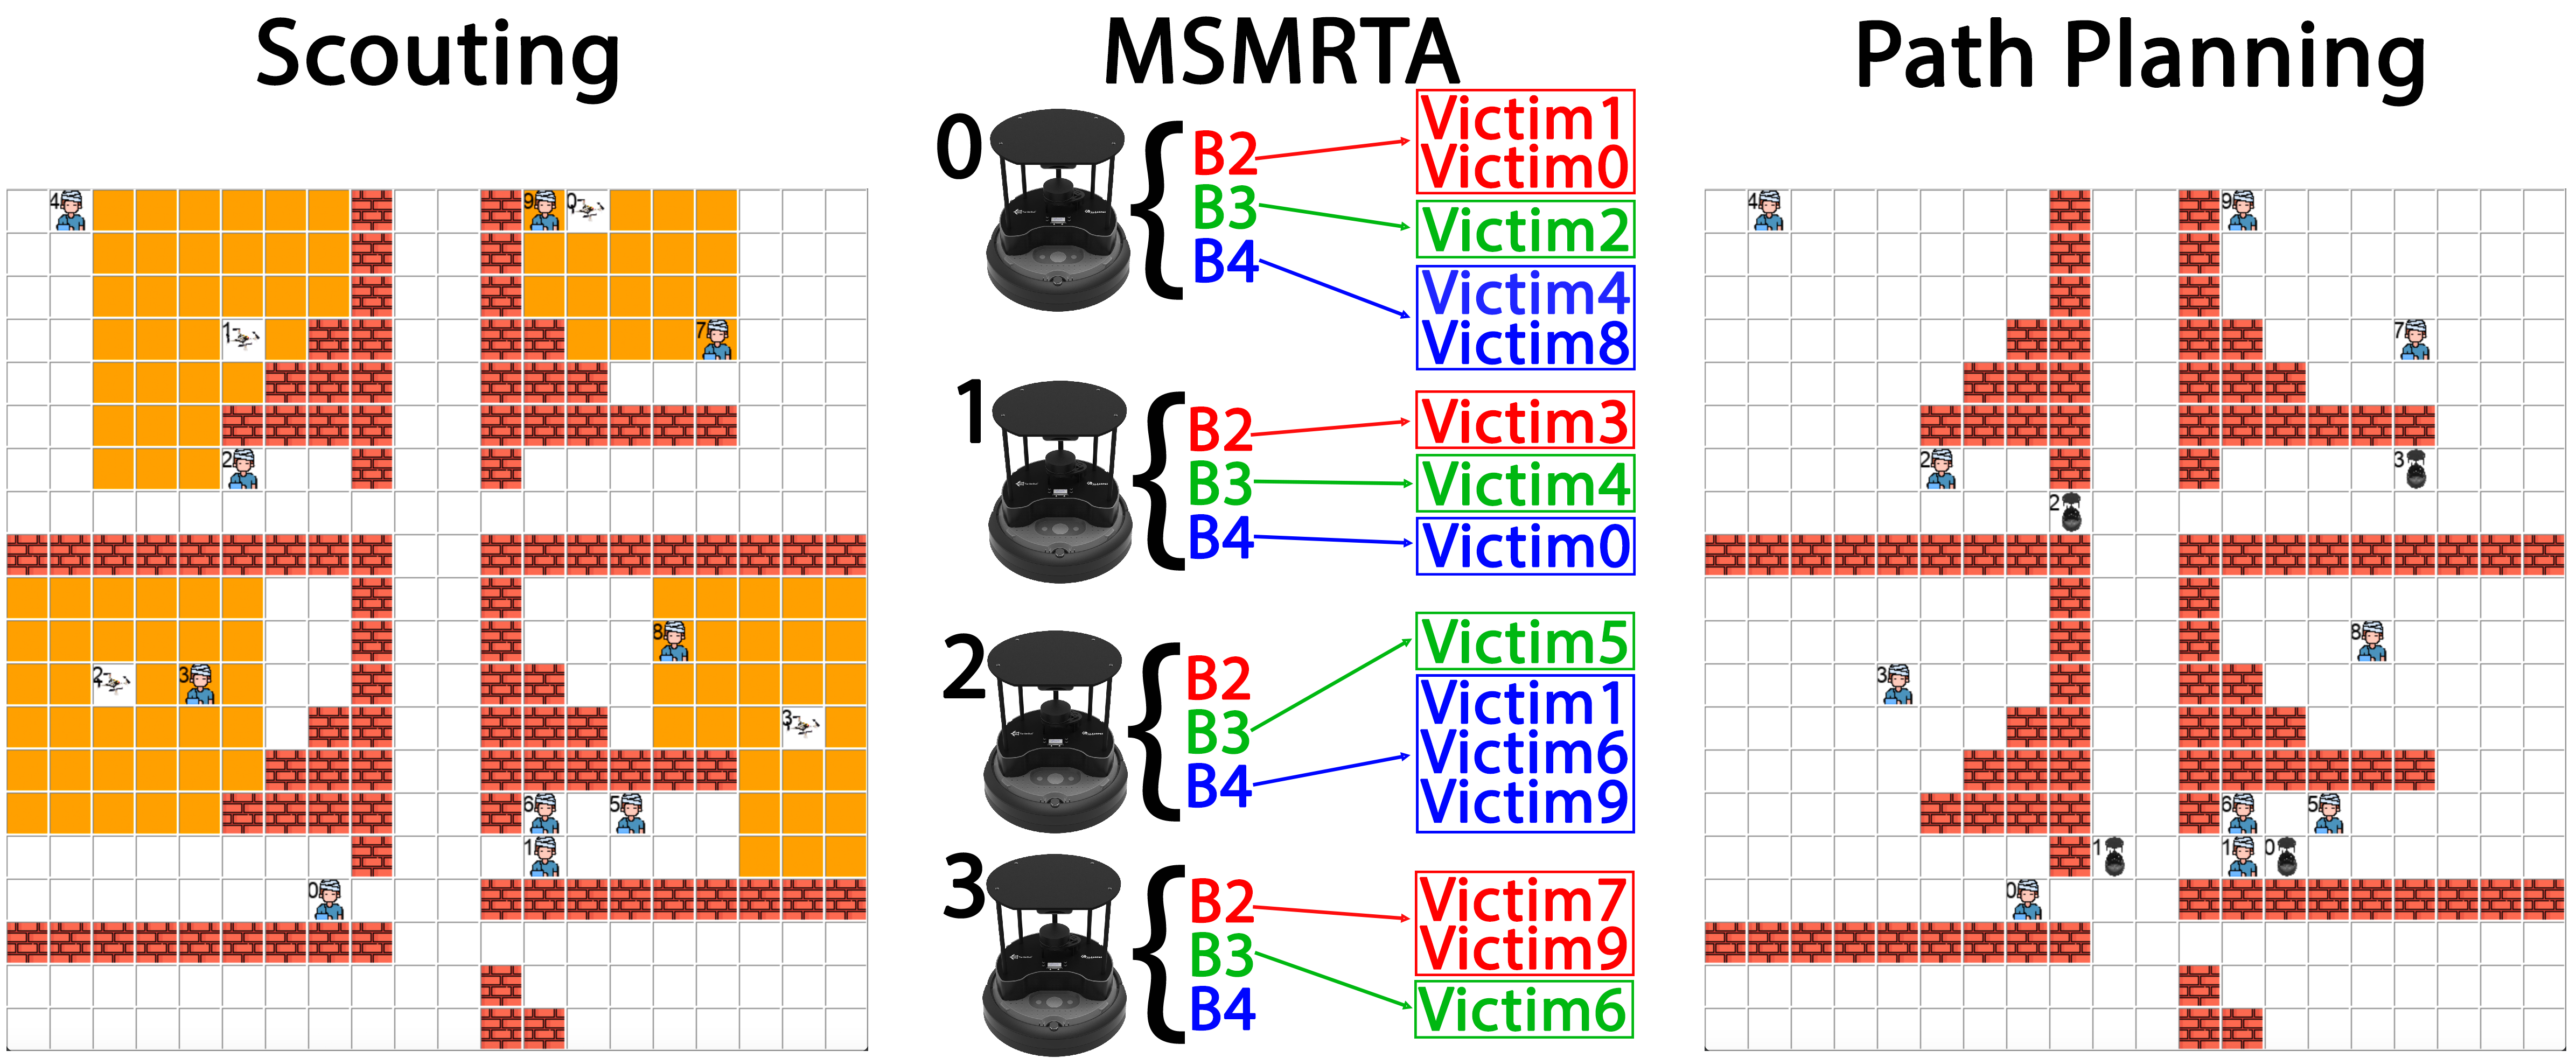 Scouting
MSMRTA
Path Planning
4
9
0
1
7
2
2
3
8
3
6
5
1
0
0
B2
B3
B4
Victim1
Victim0
Victim2
Victim4
Victim8
1
B2
B3
B4
Victim3
Victim4
Victim0
2
B2
B3
B4
Victim5
Victim1
Victim6
Victim9
3
B2
B3
B4
Victim7
Victim9
Victim6
4
9
7
2
3
2
8
3
6
5
1
1
0
0